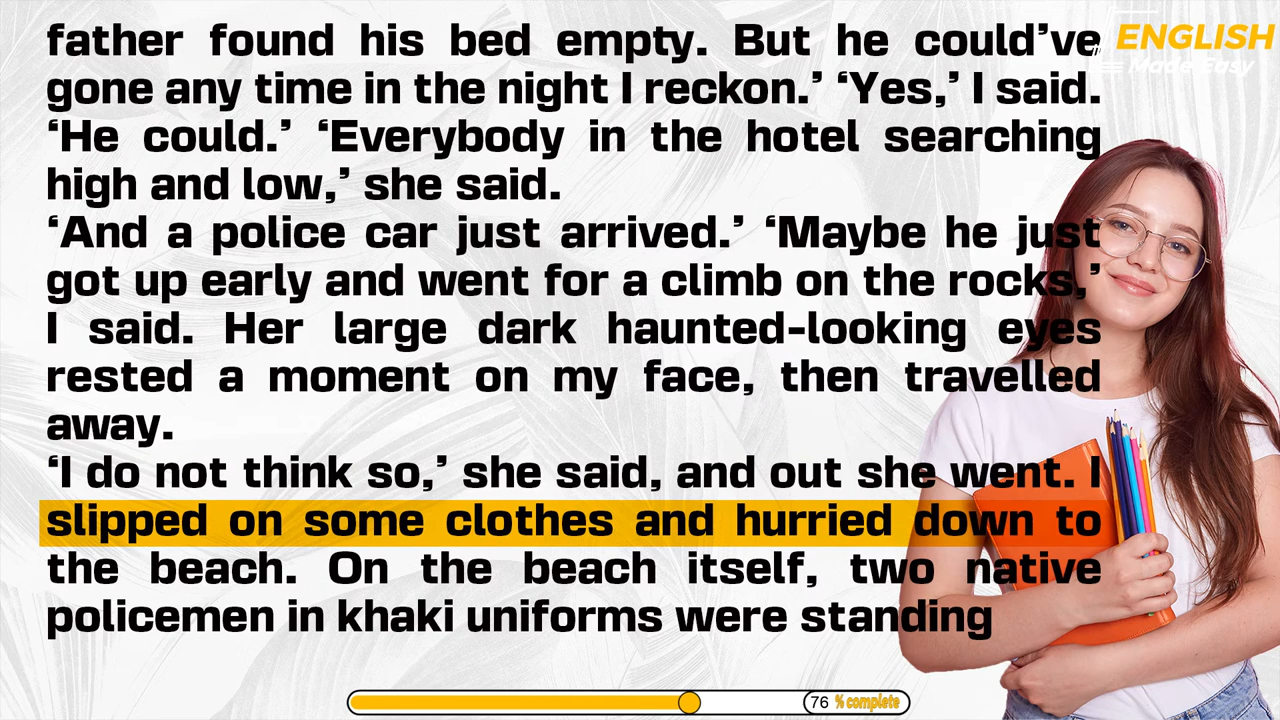 father found his bed empty. But he could’ve
gone any time in the night I reckon.’ ‘Yes,’ I said.
‘He could.’ ‘Everybody in the hotel searching
high and low,’ she said.
‘And a police car just arrived.’ ‘Maybe he just
got up early and went for a climb on the rocks,’
I said. Her large dark haunted-looking eyes
rested a moment on my face, then travelled
away.
‘I do not think so,’ she said, and out she went. I
slipped on some clothes and hurried down to
the beach. On the beach itself, two native
policemen in khaki uniforms were standing
ENGLISH
Made Easy
76 % complete